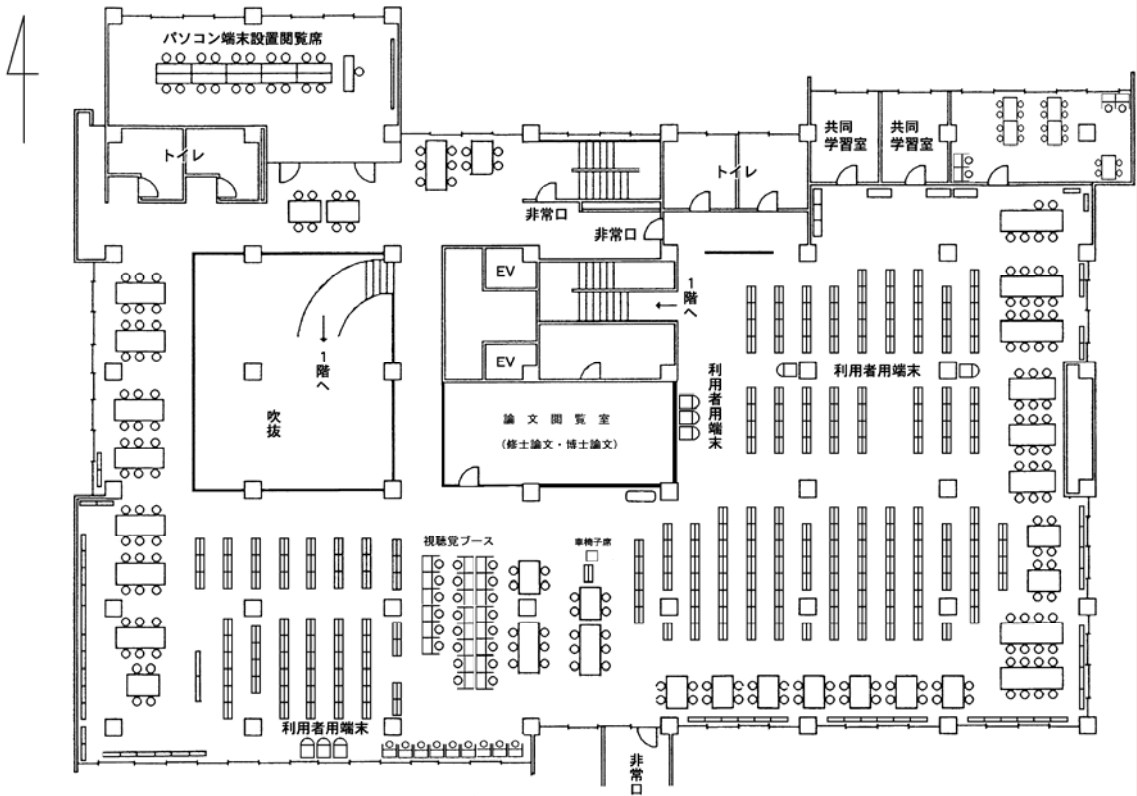 パソコン端末設置閲覧席
トイレ
共同
学習室
共同
学習室
トイレ
非常口
非常口
EV
1階へ
←
↓
1階へ
EV
利用者用端末
利用者用端末
吹抜
論文閲覧室
(修士論文・博士論文)
視聴覚ブース
車椅子席
利用者用端末
非常口